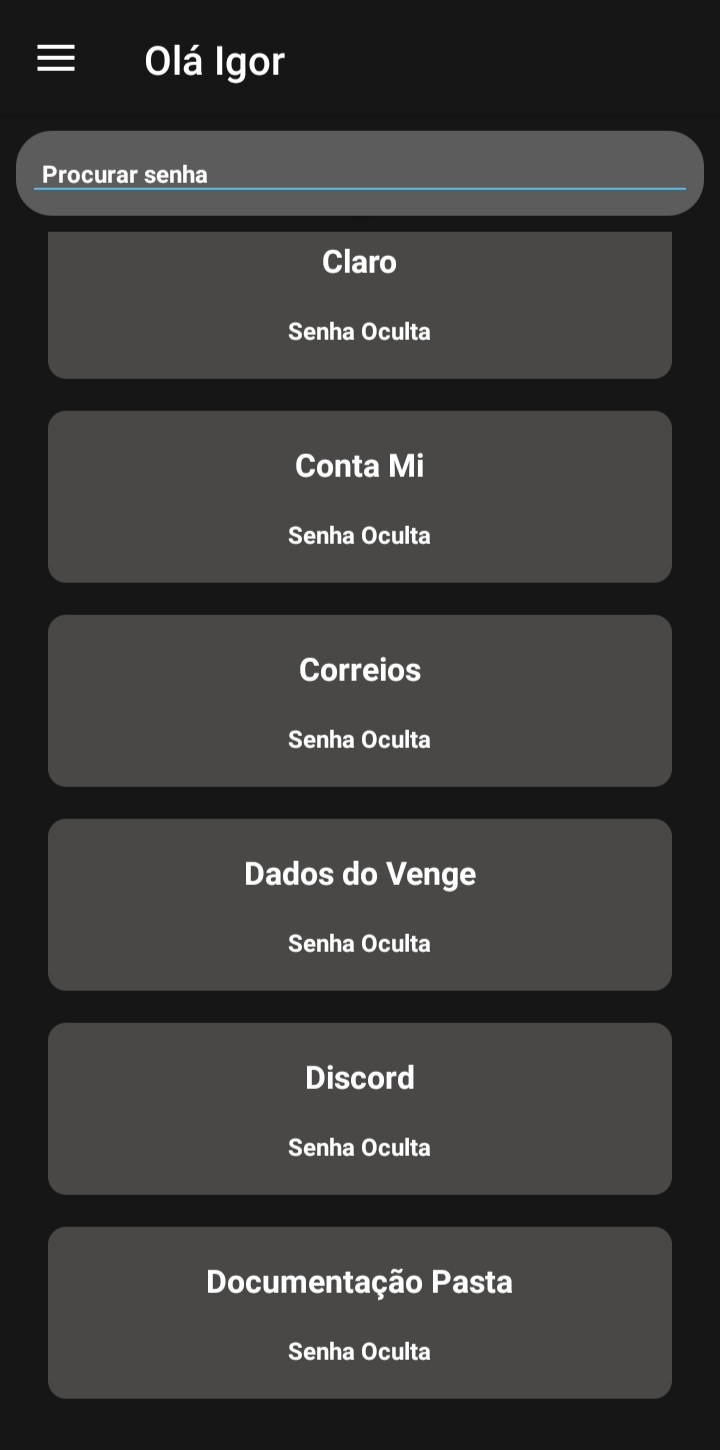 Olá Igor
Procurar senha
Claro
Senha Oculta
Conta Mi
Senha Oculta
Correios
Senha Oculta
Dados do Venge
Senha Oculta
Discord
Senha Oculta
Documentação Pasta
Senha Oculta